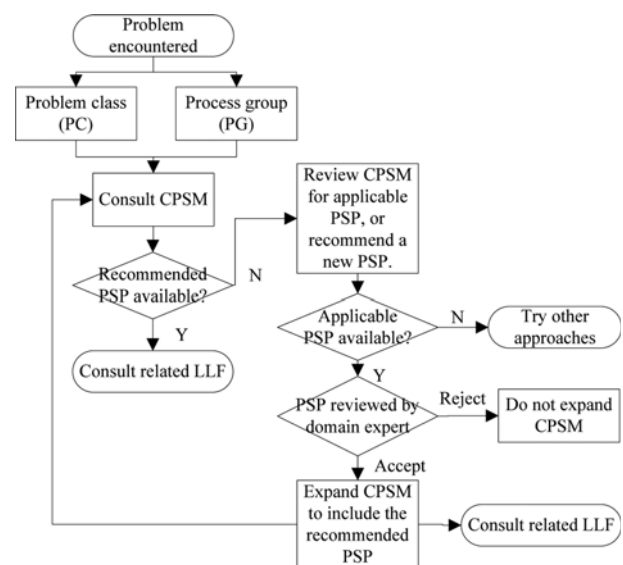 Problem
encountered
Problem class
(PC)
Process group
(PG)
Consult CPSM
Review CPSM
for applicable
PSP, or
recommend a
new PSP.
Recommended
PSP available?
N
Y
Consult related LLF
Applicable
PSP available?
N
Try other
approaches
Y
PSP reviewed by
domain expert
Reject
Do not expand
CPSM
Accept
Expand CPSM
to include the
recommended
PSP
Consult related LLF